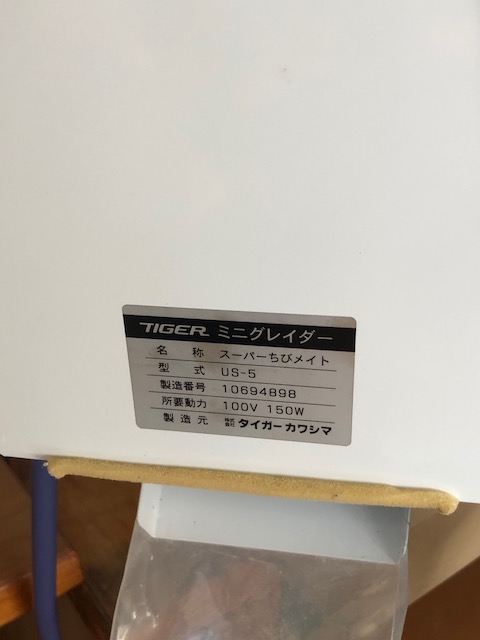 TIGER ミニグレイダー
名称 スーパーちびメイト
型式 US-5
製造番号 10694898
所要動力 100V 150W
製造元 株式会社 タイガーカワシマ